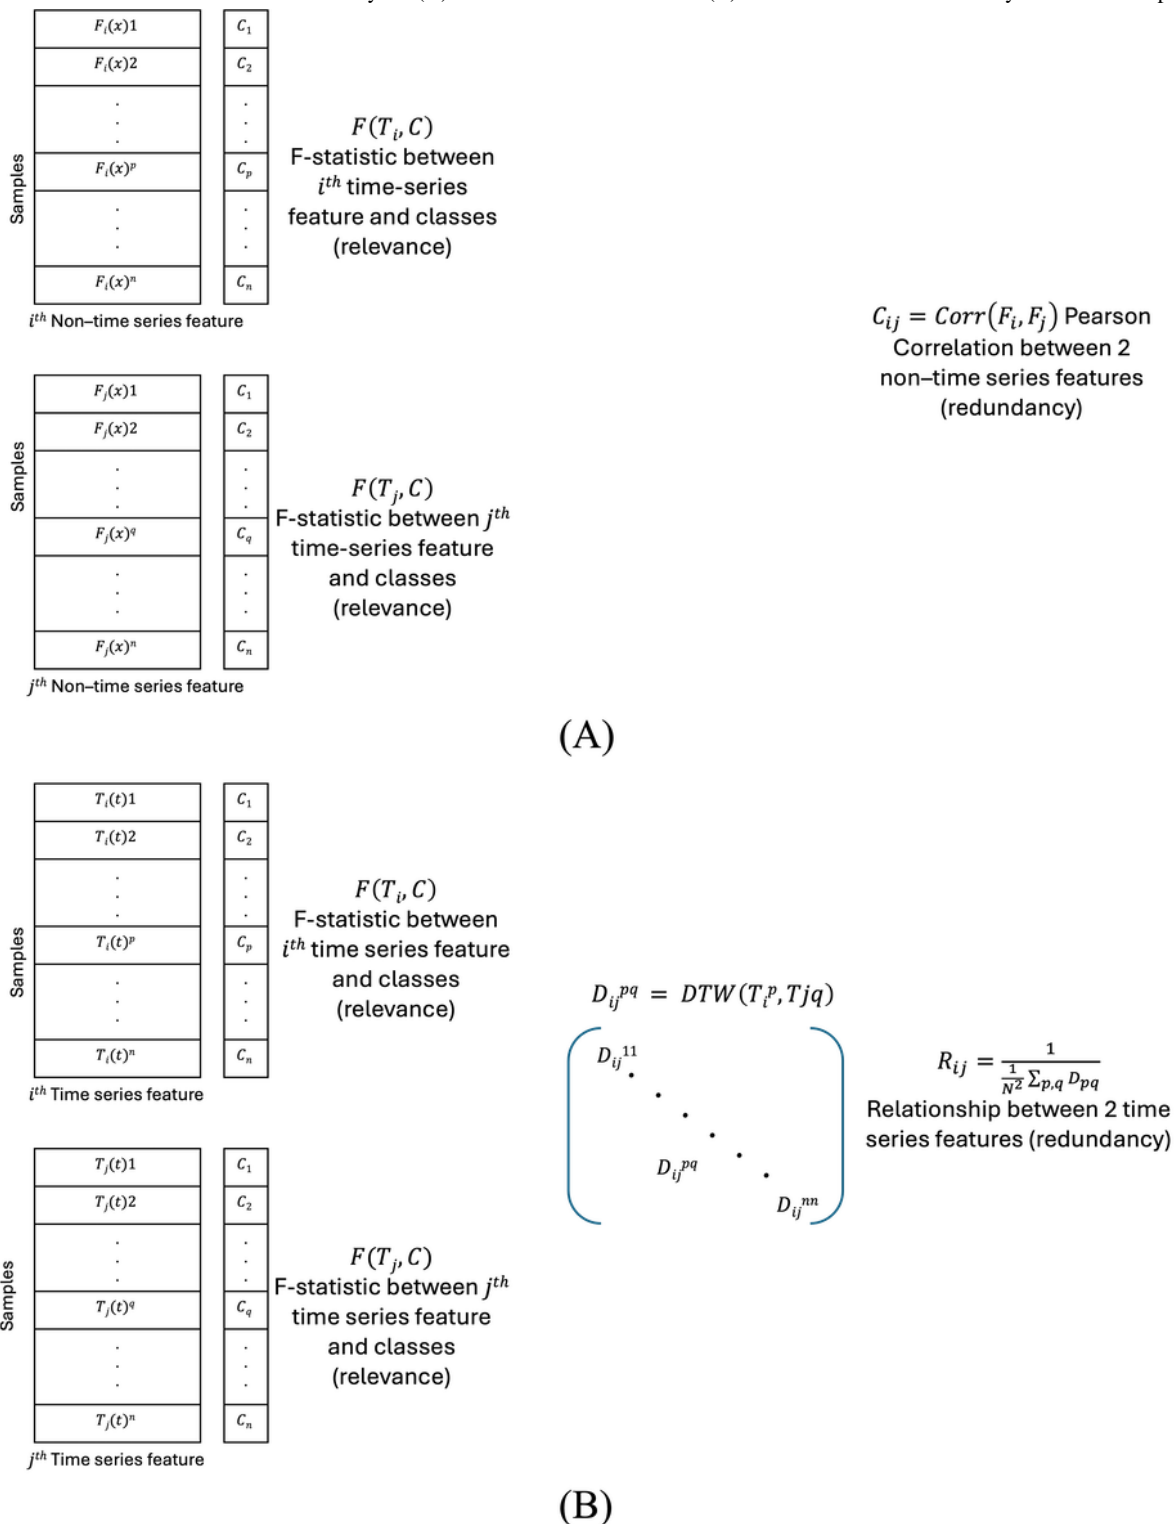 Samples
F_i(x)1 C_1
F_i(x)2 C_2
F_i(x)^p C_p
F_i(x)^n C_n
i^th Non–time series feature
F(T_i, C)
F-statistic between
i^th time-series
feature and classes
(relevance)
Samples
F_j(x)1 C_1
F_j(x)2 C_2
F_j(x)^q C_q
F_j(x)^n C_n
j^th Non–time series feature
F(T_j, C)
F-statistic between j^th
time-series feature
and classes
(relevance)
C_ij = Corr(F_i, F_j) Pearson
Correlation between 2
non–time series features
(redundancy)
(A)
Samples
T_i(t)1 C_1
T_i(t)2 C_2
T_i(t)^p C_p
T_i(t)^n C_n
i^th Time series feature
F(T_i, C)
F-statistic between
i^th time series feature
and classes
(relevance)
Samples
T_j(t)1 C_1
T_j(t)2 C_2
T_j(t)^q C_q
T_j(t)^n C_n
j^th Time series feature
F(T_j, C)
F-statistic between j^th
time series feature
and classes
(relevance)
D_ij^pq = DTW(T_i^p, Tjq)
D_ij^11
D_ij^pq
D_ij^nn
R_ij = 1 / (1/N^2 ∑_p,q D_pq)
Relationship between 2 time
series features (redundancy)
(B)